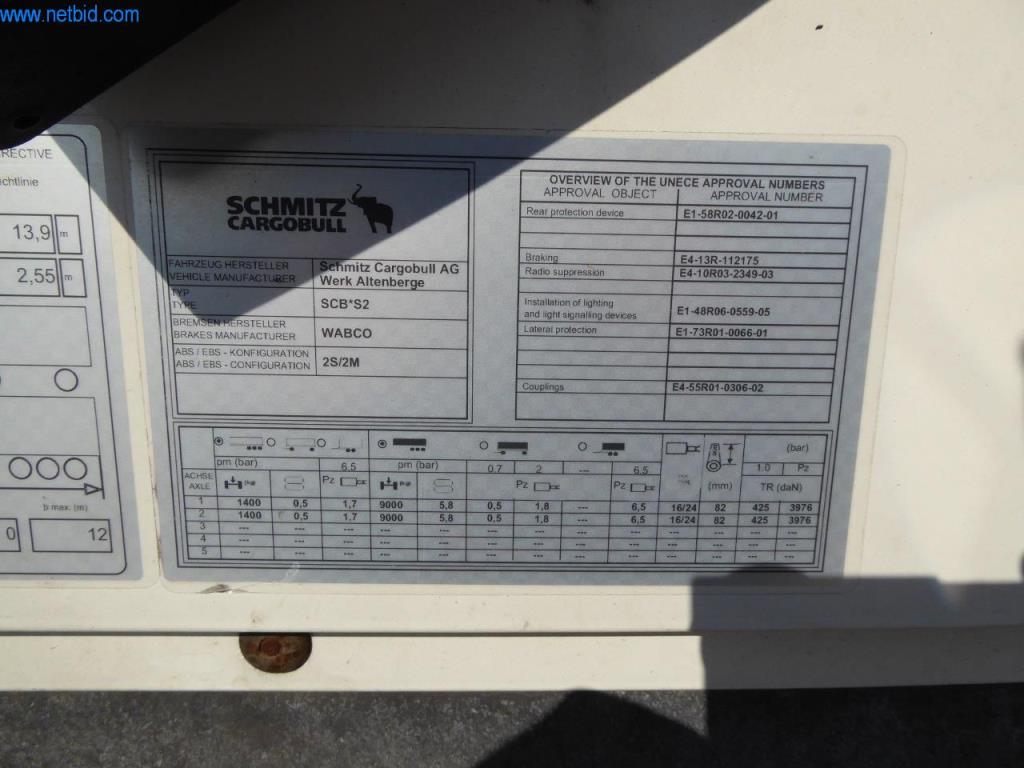 www.netbid.com
RECTIVE
chtlinie
13,9 m
2,55 m
b max. (m)
0 12
SCHMITZ
CARGOBULL
FAHRZEUG HERSTELLER
VEHICLE MANUFACTURER
Schmitz Cargobull AG
Werk Altenberge
TYP
TYPE
SCB*S2
BREMSEN HERSTELLER
BRAKES MANUFACTURER
WABCO
ABS / EBS - KONFIGURATION
ABS / EBS - CONFIGURATION
2S/2M
OVERVIEW OF THE UNECE APPROVAL NUMBERS
APPROVAL OBJECT APPROVAL NUMBER
Rear protection device E1-58R02-0042-01
Braking E4-13R-112175
Radio suppression E4-10R03-2349-03
Installation of lighting
and light signalling devices E1-48R06-0559-05
Lateral protection E1-73R01-0066-01
Couplings E4-55R01-0306-02
pm (bar) 6.5 pm (bar) 0.7 2 --- 6.5 (bar)
1.0 Pz
ACHSE
AXLE
Pz Pz Pz (mm) TR (daN)
1 1400 0,5 1,7 9000 5,8 0,5 1,8 --- 6,5 16/24 82 425 3976
2 1400 0,5 1,7 9000 5,8 0,5 1,8 --- 6,5 16/24 82 425 3976
3 --- --- --- --- --- --- --- --- --- --- --- --- ---
4 --- --- --- --- --- --- --- --- --- --- --- --- ---
5 --- --- --- --- --- --- --- --- --- --- --- --- ---